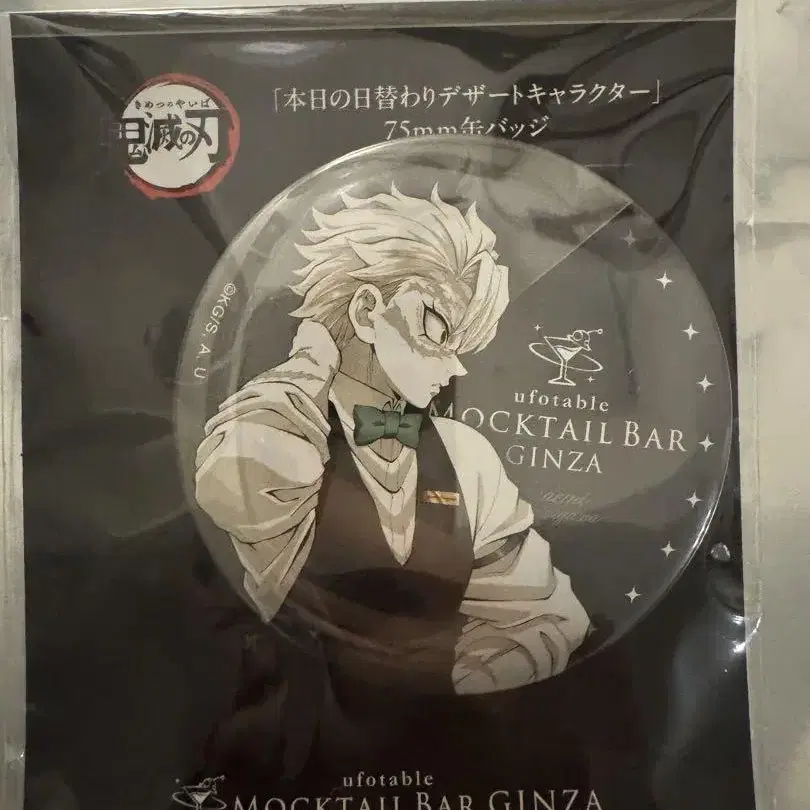 きめつのやいば
鬼滅の刃
「本日の日替わりデザートキャラクター」
75mm缶バッジ
©KG/S, A, U
ufotable
MOCKTAIL BAR
GINZA
ufotable
MOCKTAIL BAR GINZA